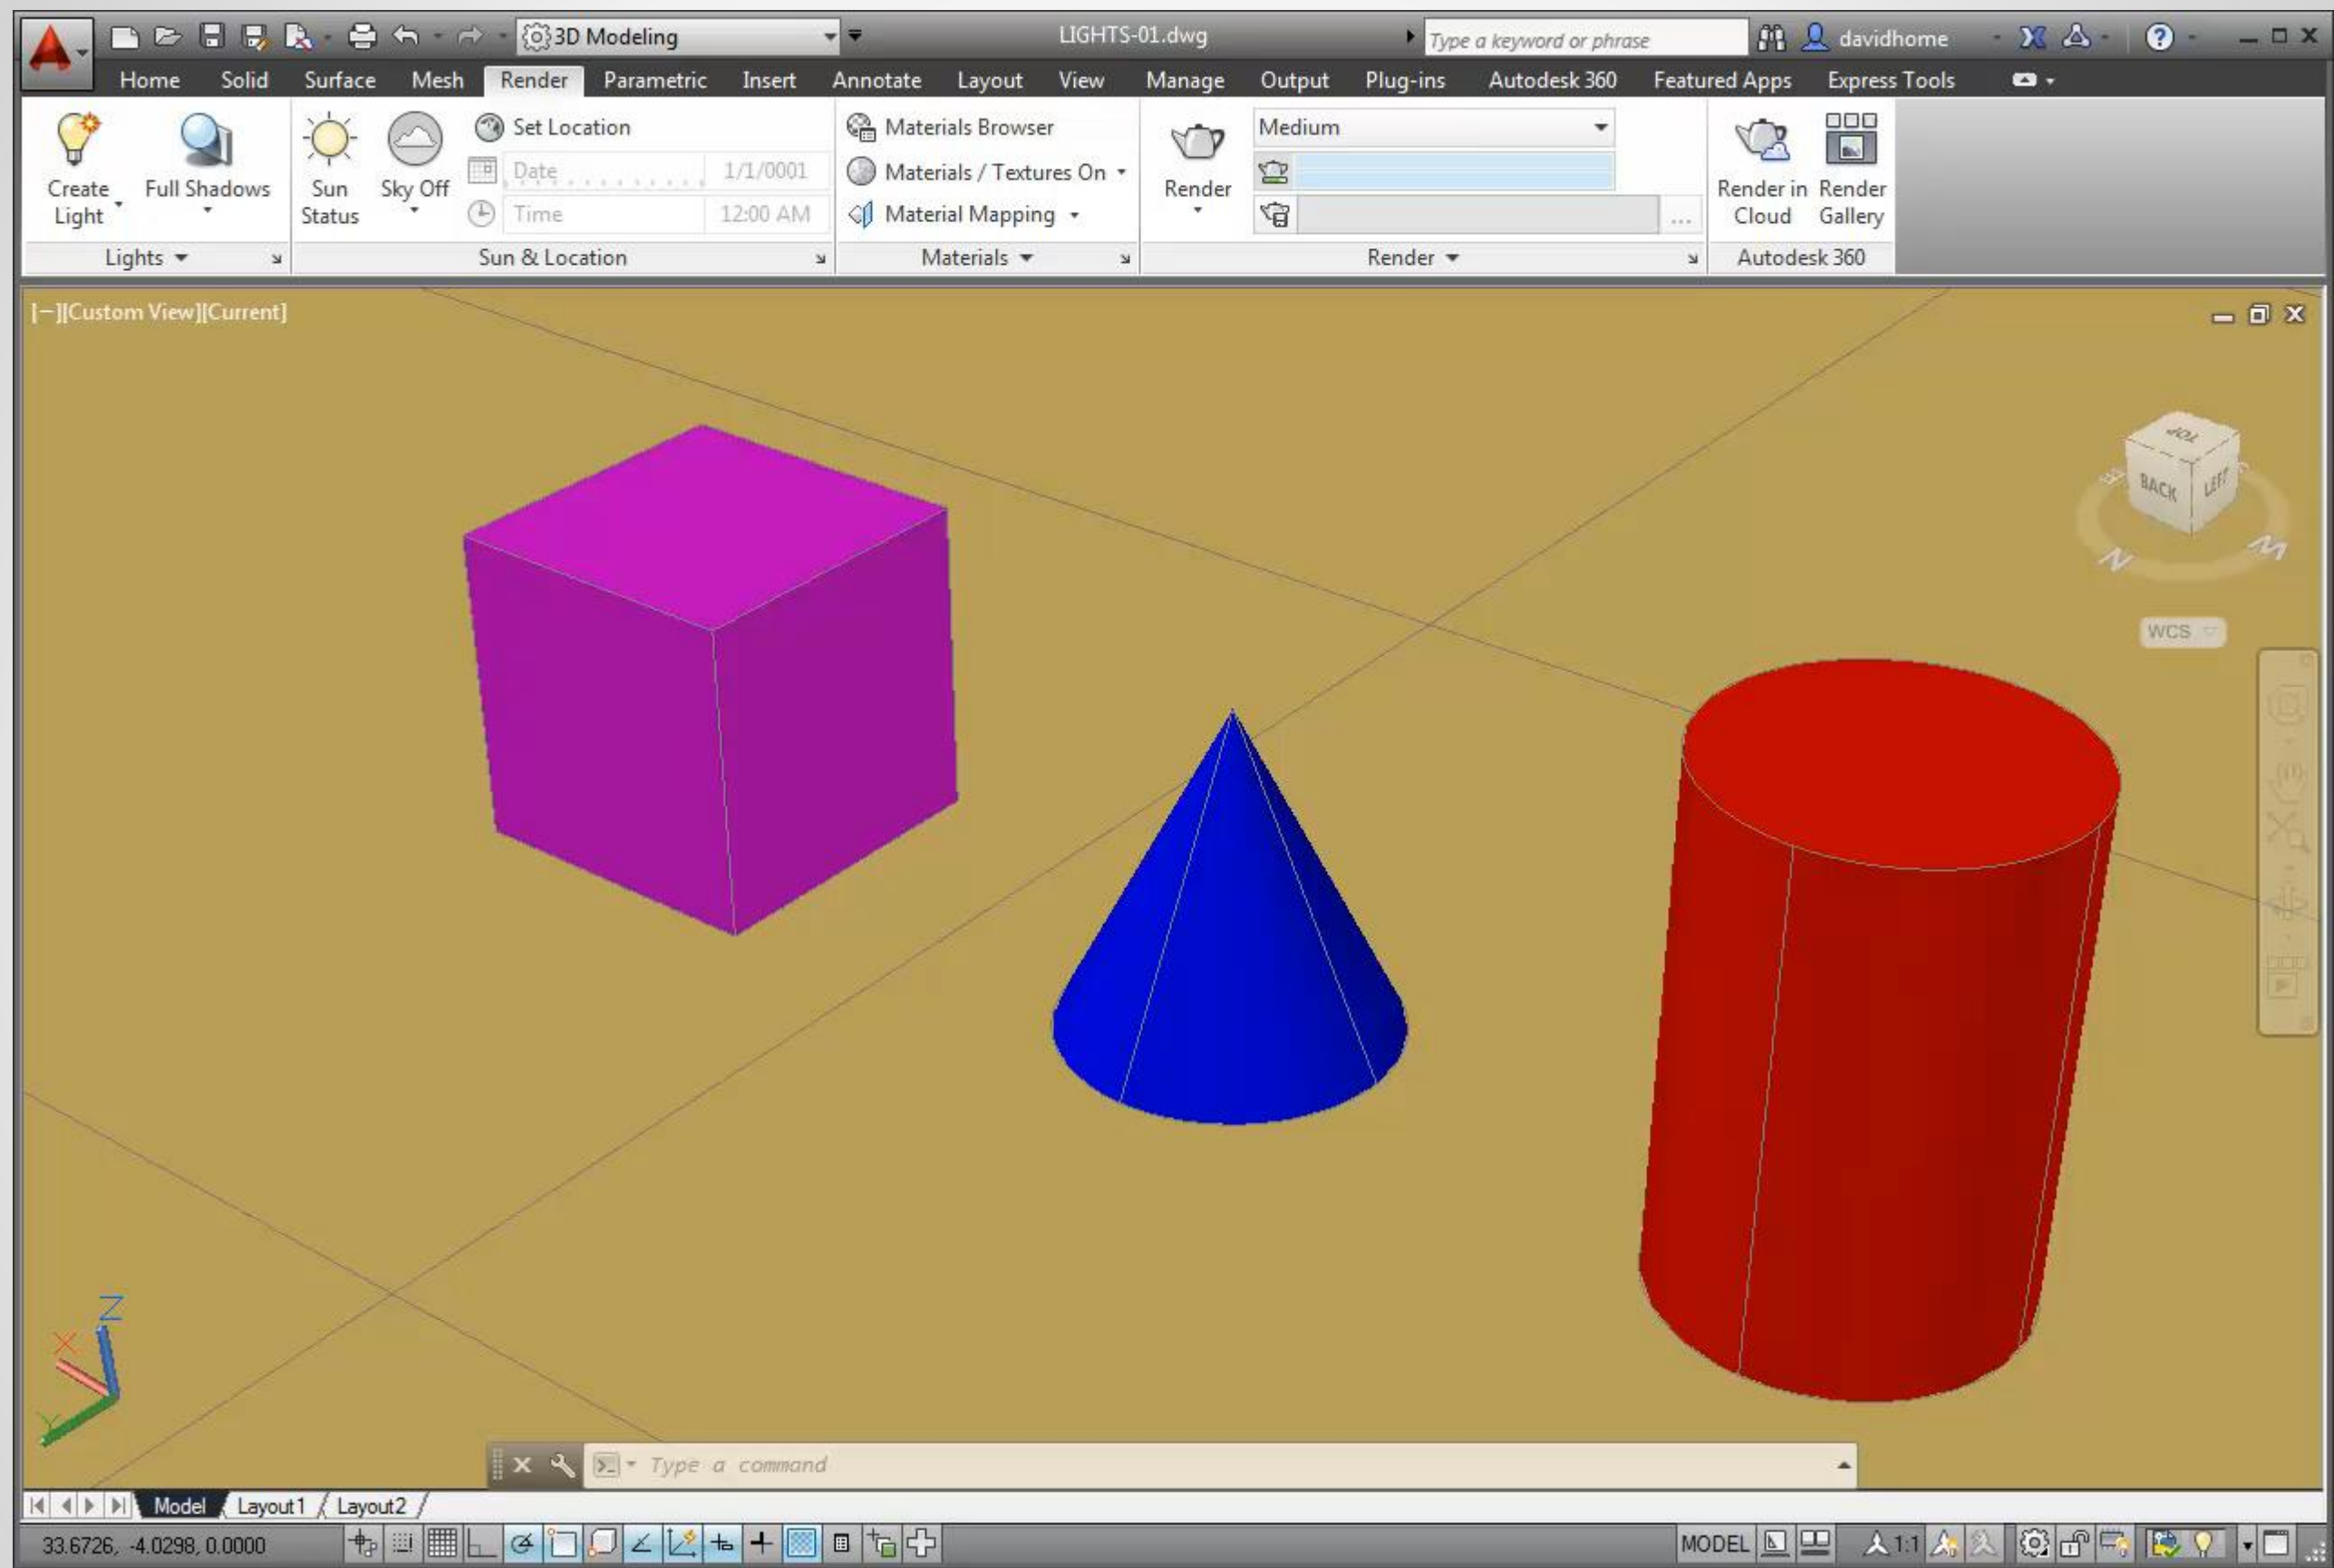 3D Modeling LIGHTS-01.dwg Type a keyword or phrase davidhome
Home Solid Surface Mesh Render Parametric Insert Annotate Layout View Manage Output Plug-ins Autodesk 360 Featured Apps Express Tools
Create Light
Full Shadows
Sun Status
Sky Off
Set Location
Date 1/1/0001
Time 12:00 AM
Materials Browser
Materials / Textures On
Material Mapping
Render
Medium
...
Render in Cloud
Render Gallery
Lights Sun & Location Materials Render Autodesk 360
[−][Custom View][Current]
TOP
BACK LEFT
N
WCS
Z
X
Y
Type a command
Model Layout1 Layout2
33.6726, -4.0298, 0.0000 MODEL 1:1